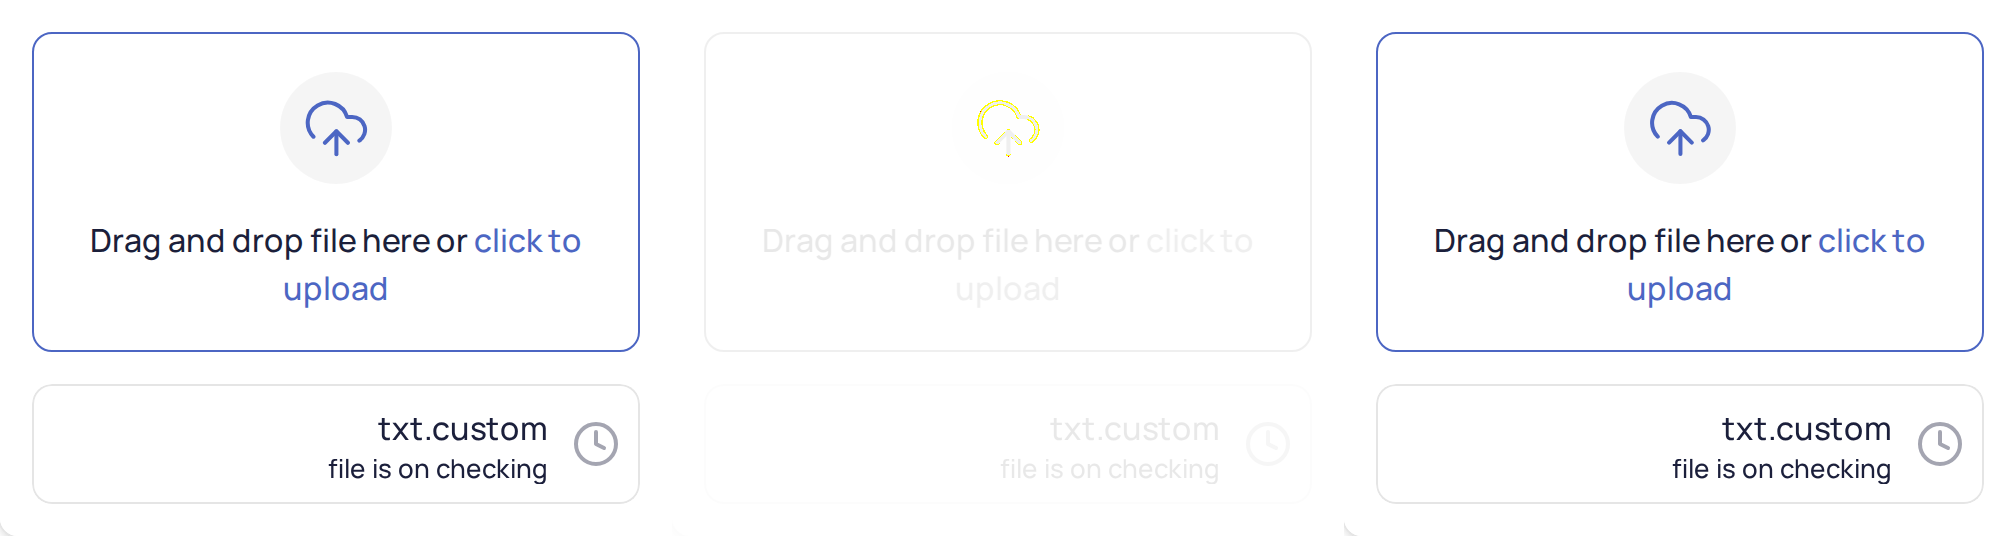 Drag and drop file here or click to
upload
txt.custom
file is on checking
Drag and drop file here or click to
upload
txt.custom
file is on checking
Drag and drop file here or click to
upload
txt.custom
file is on checking